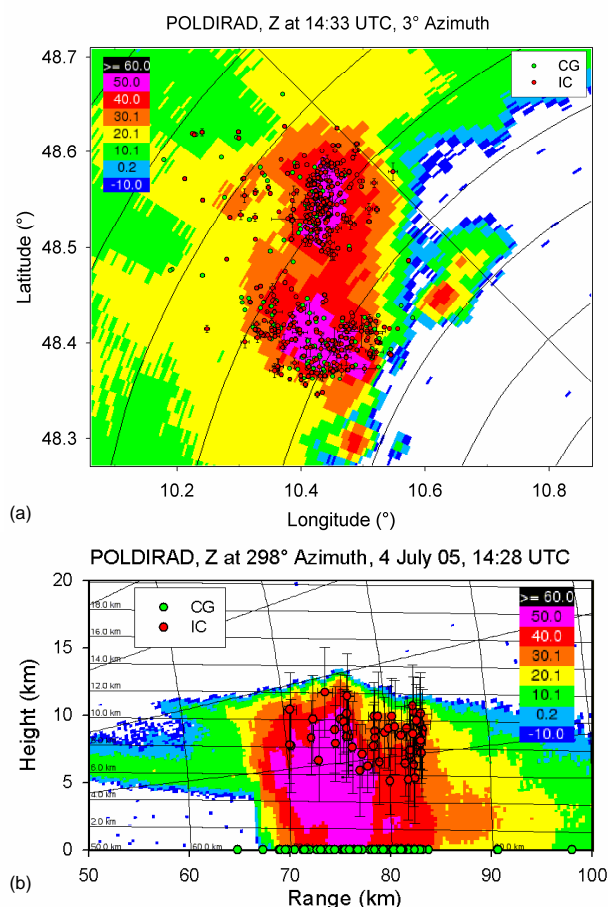 POLDIRAD, Z at 14:33 UTC, 3° Azimuth
48.7
48.6
48.5
48.4
48.3
Latitude (°)
>= 60.0
50.0
40.0
30.1
20.1
10.1
0.2
-10.0
CG
IC
10.2
10.4
10.6
10.8
Longitude (°)
(a)
POLDIRAD, Z at 298° Azimuth, 4 July 05, 14:28 UTC
20
15
10
5
0
Height (km)
CG
IC
>= 60.0
50.0
40.0
30.1
20.1
10.1
0.2
-10.0
18.0 km
16.0 km
14.0 km
12.0 km
10.0 km
6.0 km
4.0 km
2.0 km
50.0 km
60.0 km
50
60
70
80
90
100
Range (km)
(b)